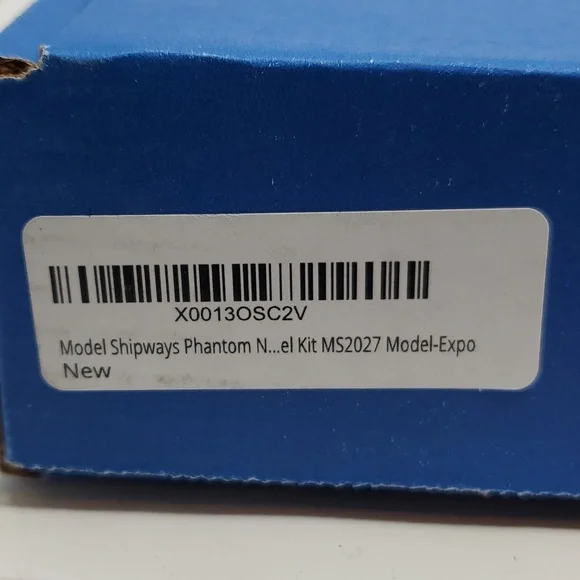 X0013OSC2V
Model Shipways Phantom N...el Kit MS2027 Model-Expo
New